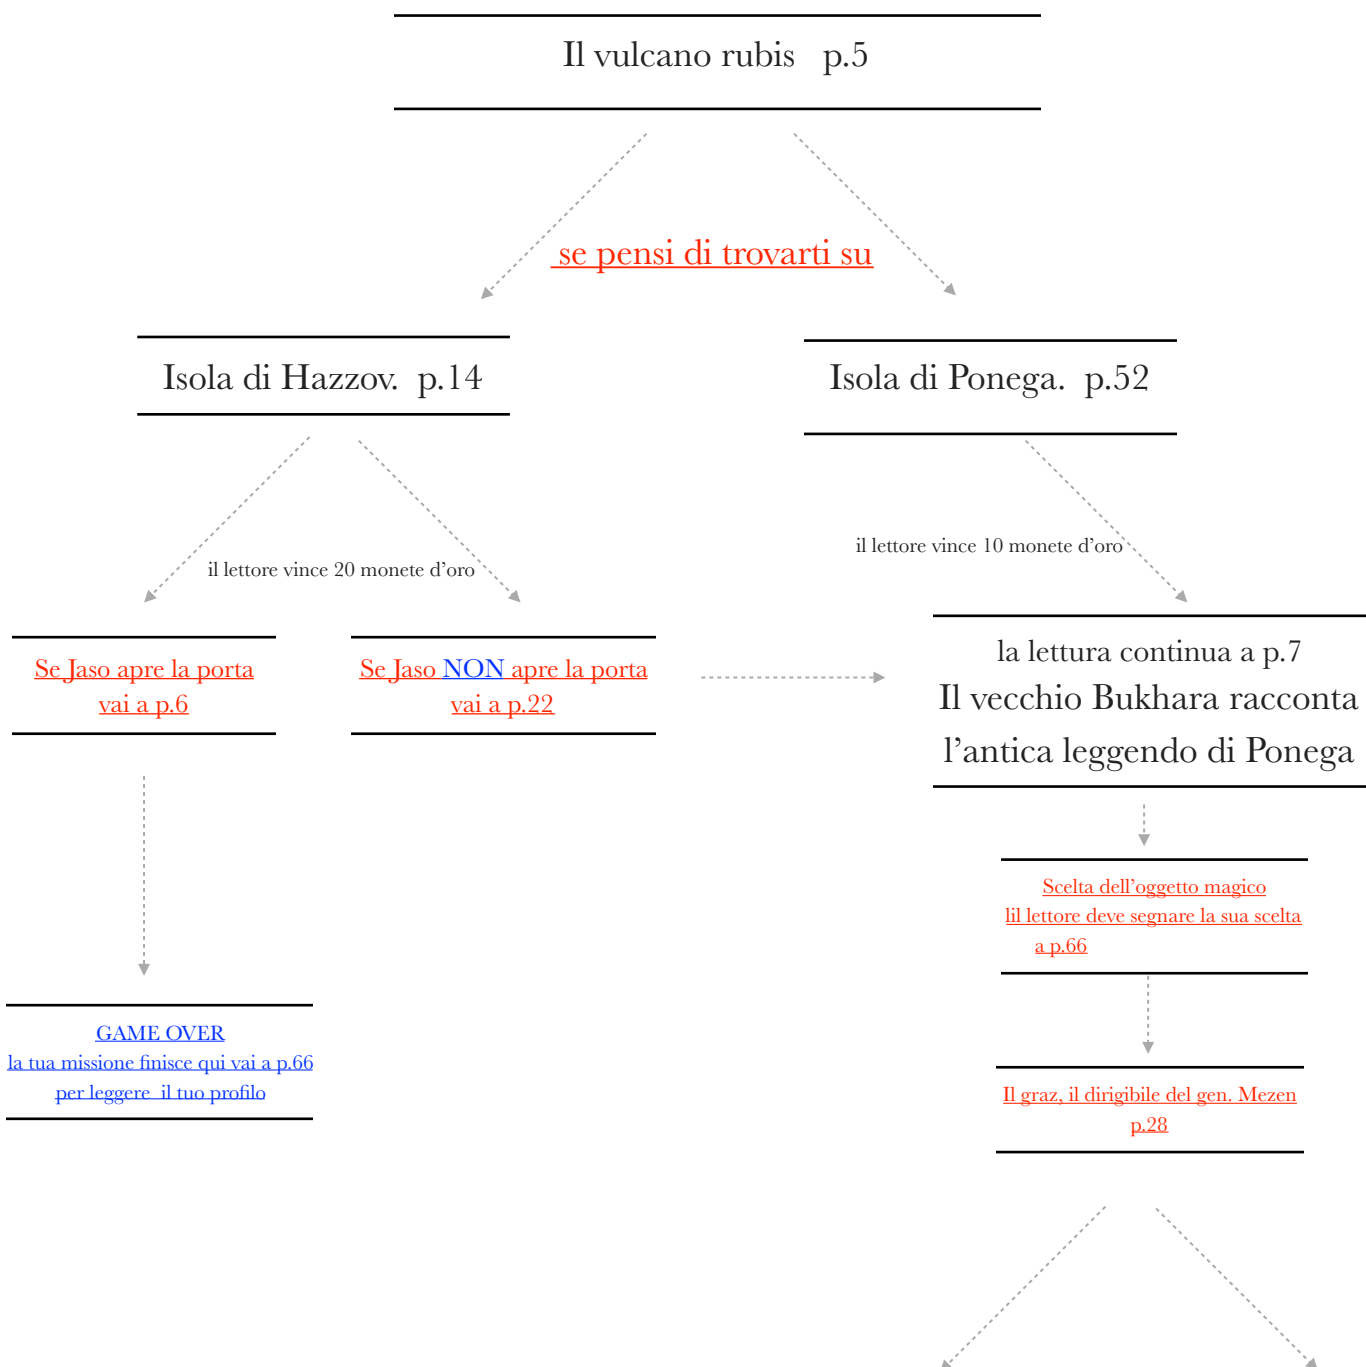 Il vulcano rubis p.5
se pensi di trovarti su
Isola di Hazzov. p.14
Isola di Ponega. p.52
il lettore vince 20 monete d'oro
il lettore vince 10 monete d'oro
Se Jaso apre la porta
vai a p.6
Se Jaso NON apre la porta
vai a p.22
la lettura continua a p.7
Il vecchio Bukhara racconta
l'antica leggendo di Ponega
Scelta dell'oggetto magico
lil lettore deve segnare la sua scelta
a p.66
GAME OVER
la tua missione finisce qui vai a p.66
per leggere il tuo profilo
Il graz, il dirigibile del gen. Mezen
p.28